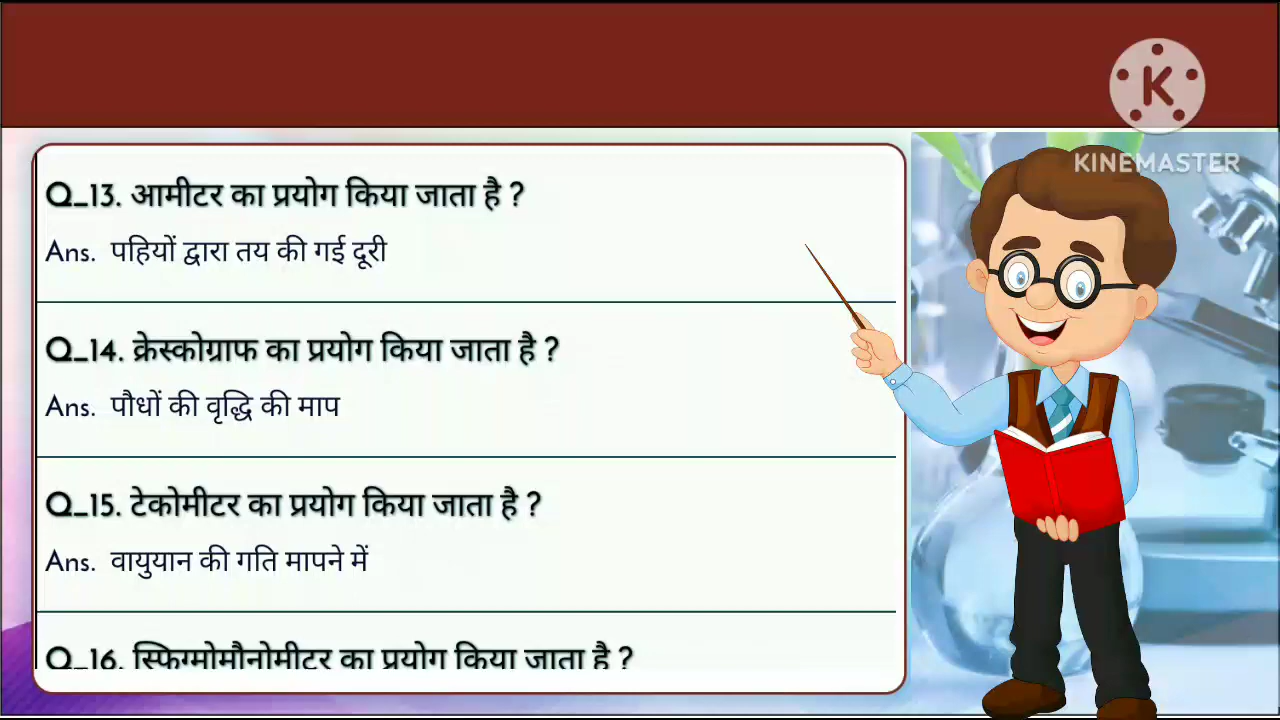 K
KINEMASTER
Q_13. आमीटर का प्रयोग किया जाता है ?
Ans. पहियों द्वारा तय की गई दूरी
Q_14. क्रेस्कोग्राफ का प्रयोग किया जाता है ?
Ans. पौधों की वृद्धि की माप
Q_15. टेकोमीटर का प्रयोग किया जाता है ?
Ans. वायुयान की गति मापने में
Q_16. स्फिग्मोमौनोमीटर का प्रयोग किया जाता है ?